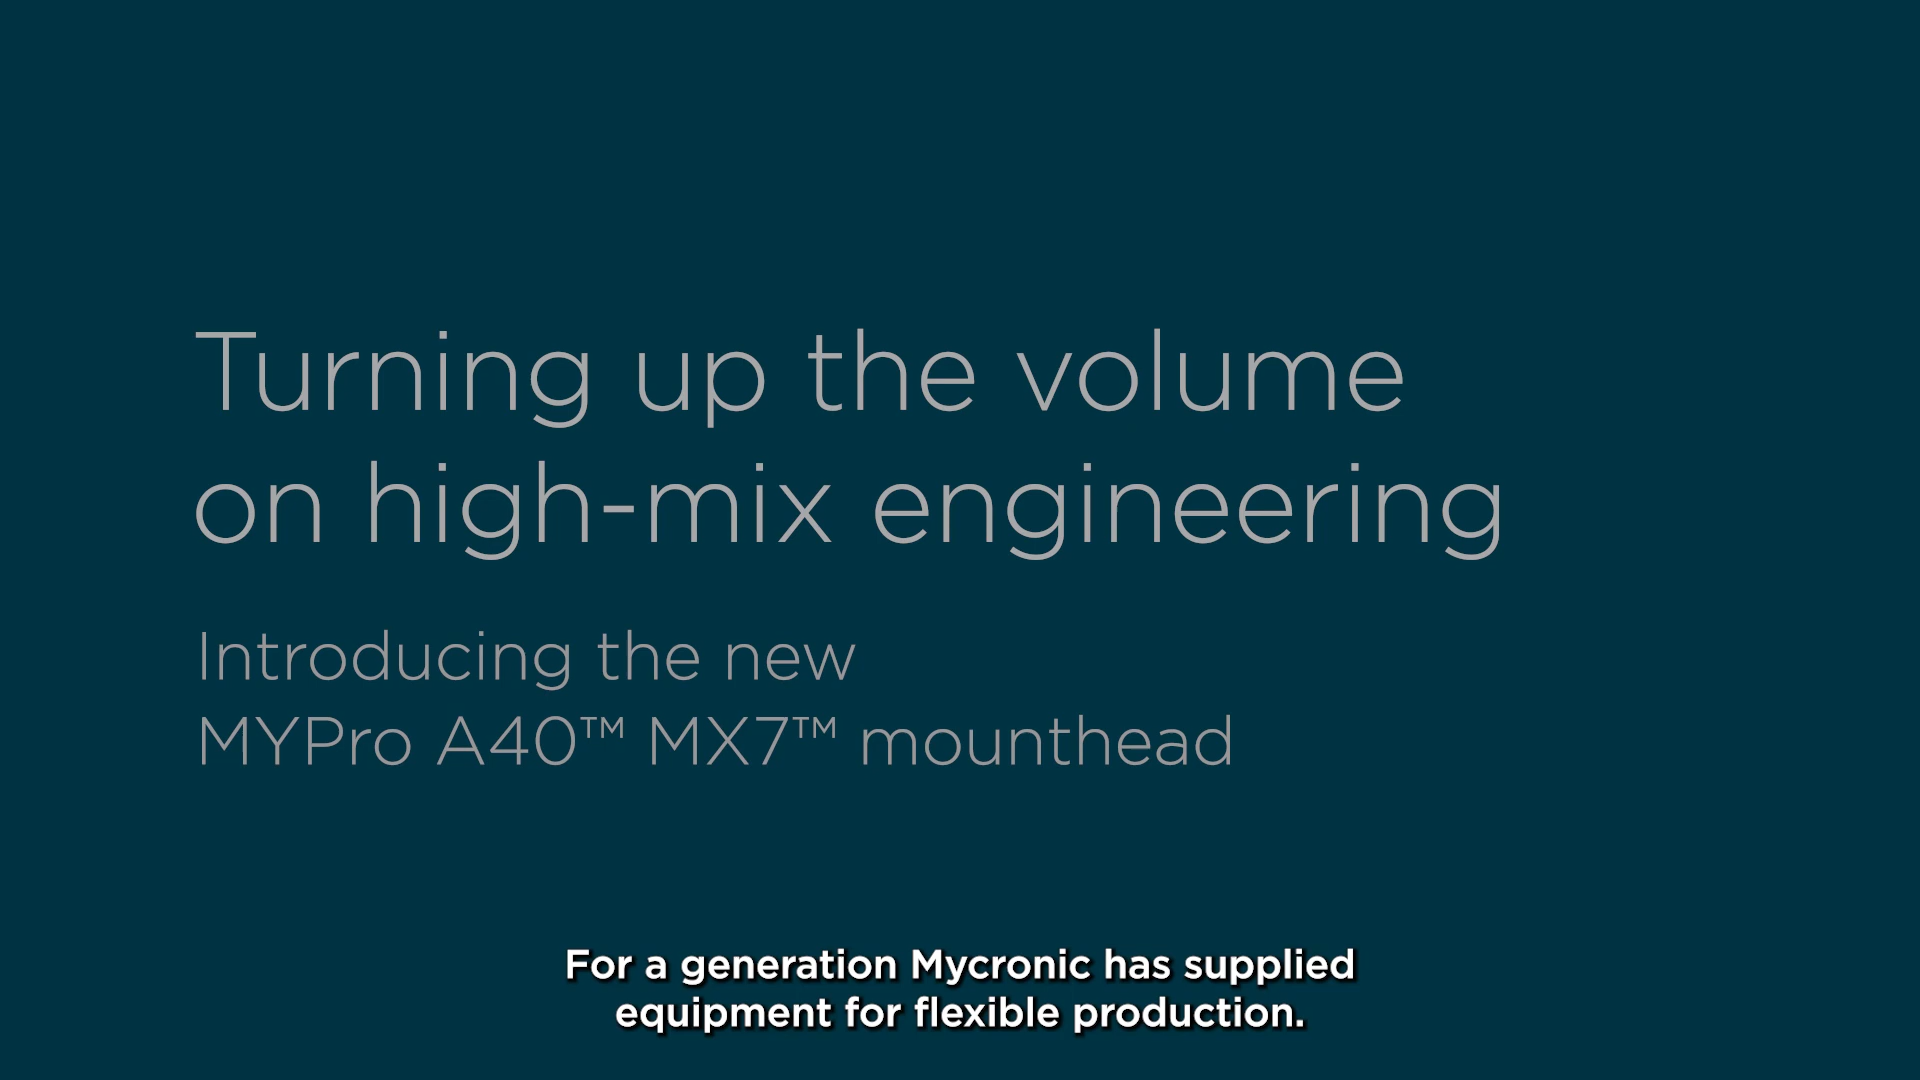 Turning up the volume
on high-mix engineering
Introducing the new
MYPro A40™ MX7™ mounthead
For a generation Mycronic has supplied
equipment for flexible production.